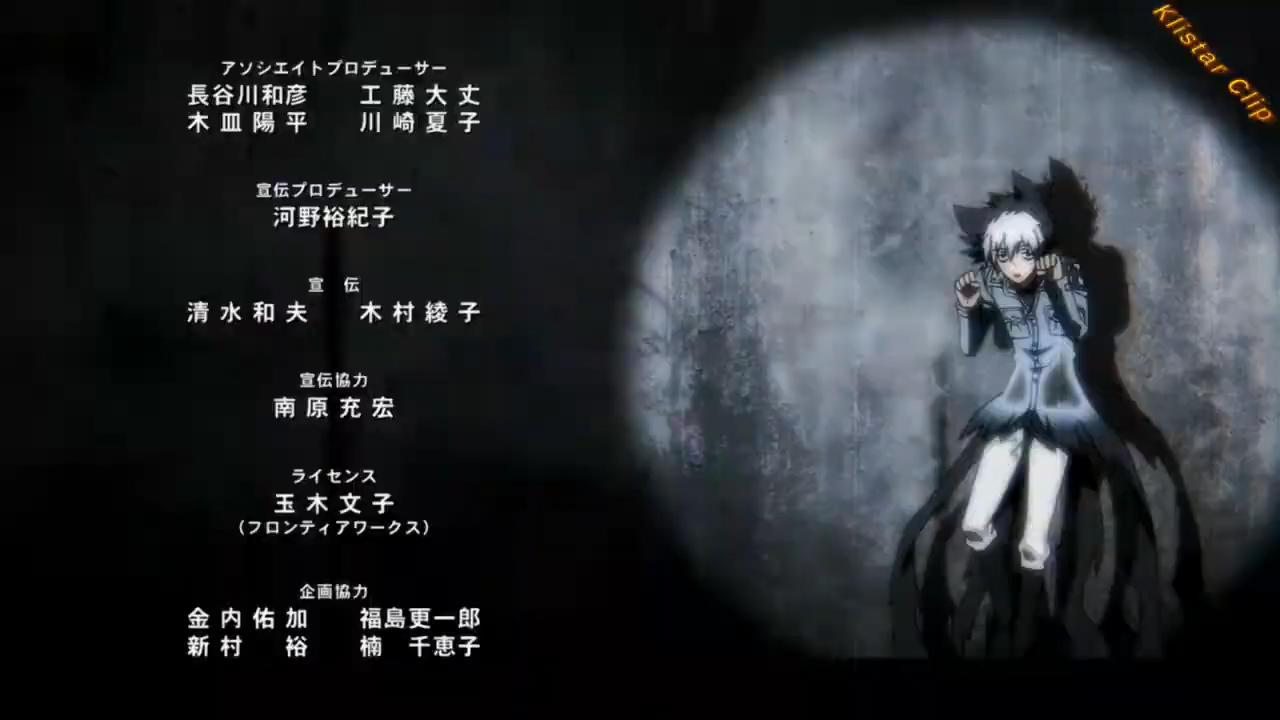 アソシエイトプロデューサー
長谷川和彦 工藤大丈
木皿陽平 川崎夏子
宣伝プロデューサー
河野裕紀子
宣伝
清水和夫 木村綾子
宣伝協力
南原充宏
ライセンス
玉木文子
（フロンティアワークス）
企画協力
金内佑加 福島更一郎
新村 裕 楠 千恵子
Klistar Clip